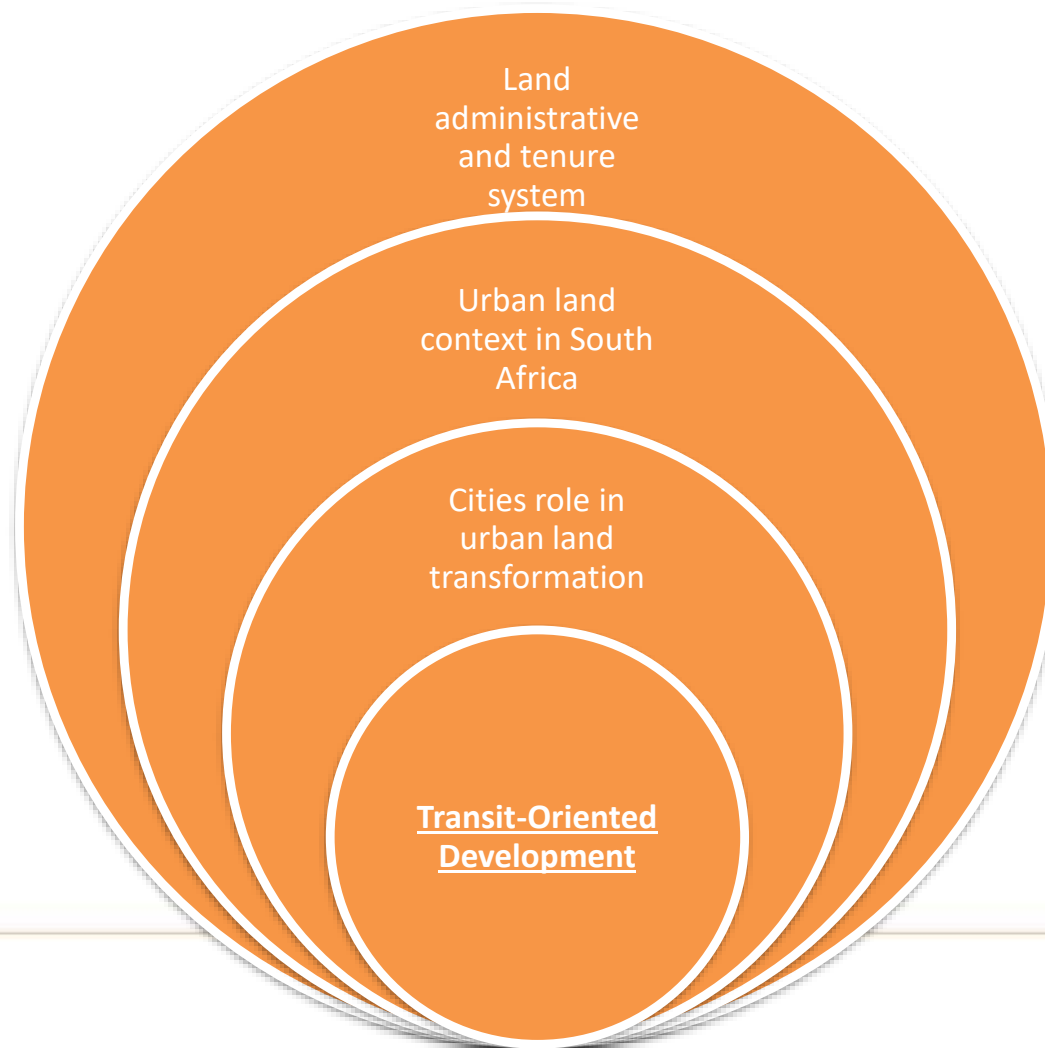 Land
administrative
and tenure
system
Urban land
context in South
Africa
Cities role in
urban land
transformation
Transit-Oriented
Development